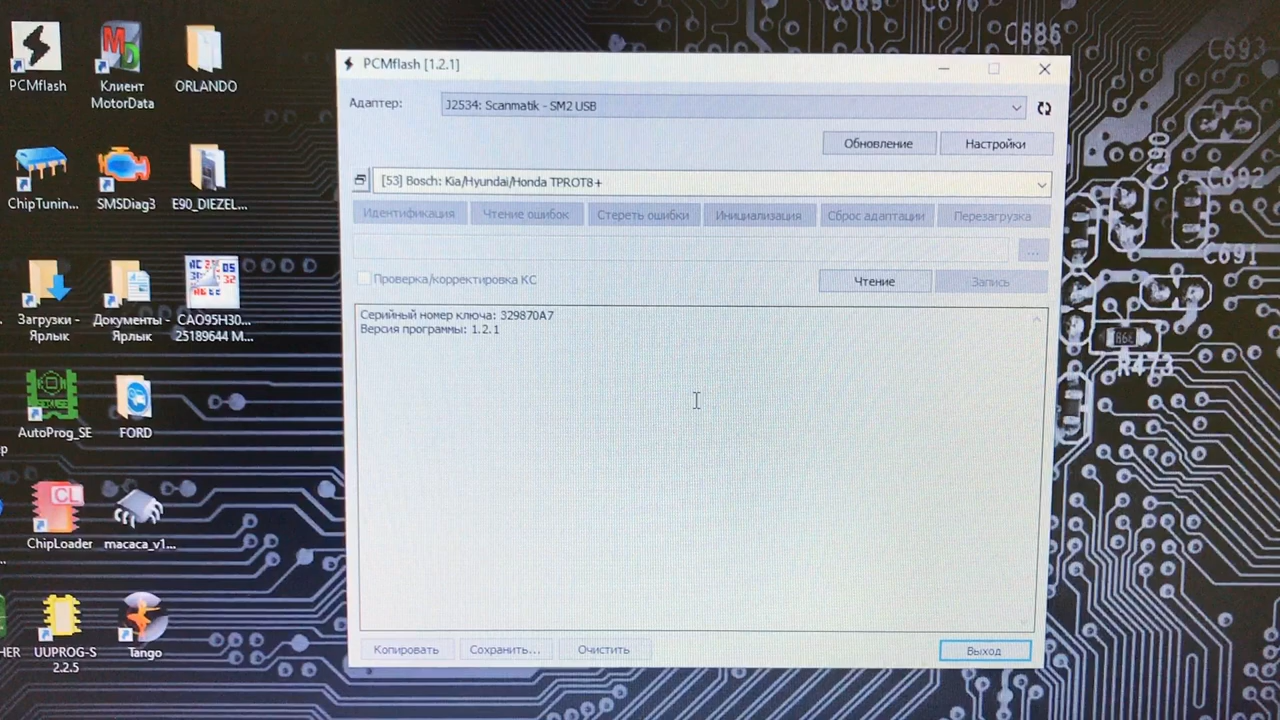 PCMflash
Клиент
MotorData
ORLANDO
ChipTunin...
SMSDiag3
E90_DIEZEL...
Загрузки -
Ярлык
Документы -
Ярлык
CAO95H30...
25189644 M...
AutoProg_SE
FORD
ChipLoader
macaca_v1...
HER
UUPROG-S
2.2.5
Tango
PCMflash [1.2.1]
Адаптер:
J2534: Scanmatik - SM2 USB
Обновление
Настройки
[53] Bosch: Kia/Hyundai/Honda TPROT8+
Идентификация
Чтение ошибок
Стереть ошибки
Инициализация
Сброс адаптации
Перезагрузка
...
Проверка/корректировка КС
Чтение
Запись
Серийный номер ключа: 329870A7
Версия программы: 1.2.1
Копировать
Сохранить...
Очистить
Выход
C686
C693
C690
C692
C691
R473